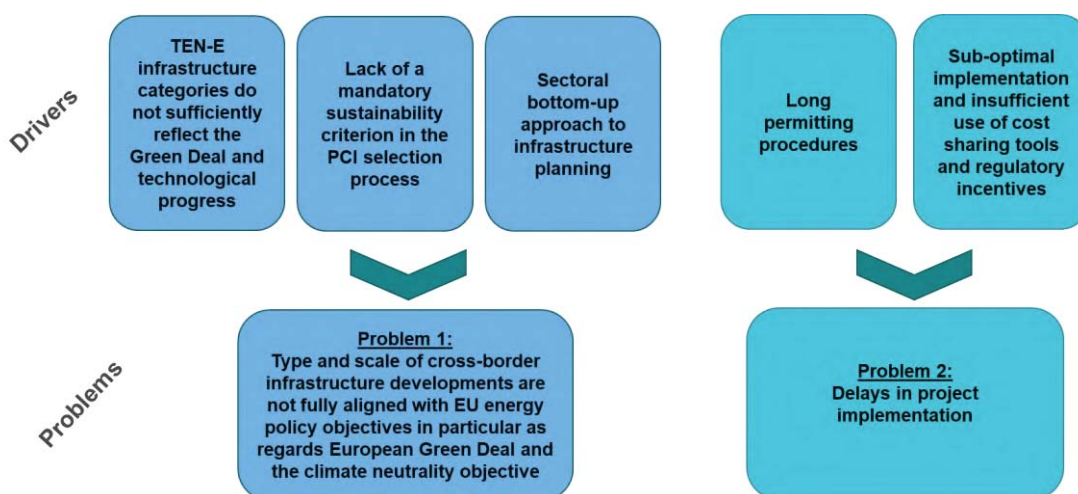 Drivers
TEN-E
infrastructure
categories do
not sufficiently
reflect the
Green Deal and
technological
progress
Lack of a
mandatory
sustainability
criterion in the
PCI selection
process
Sectoral
bottom-up
approach to
infrastructure
planning
Long
permitting
procedures
Sub-optimal
implementation
and insufficient
use of cost
sharing tools
and regulatory
incentives
Problems
Problem 1:
Type and scale of cross-border
infrastructure developments are
not fully aligned with EU energy
policy objectives in particular as
regards European Green Deal and
the climate neutrality objective
Problem 2:
Delays in project
implementation